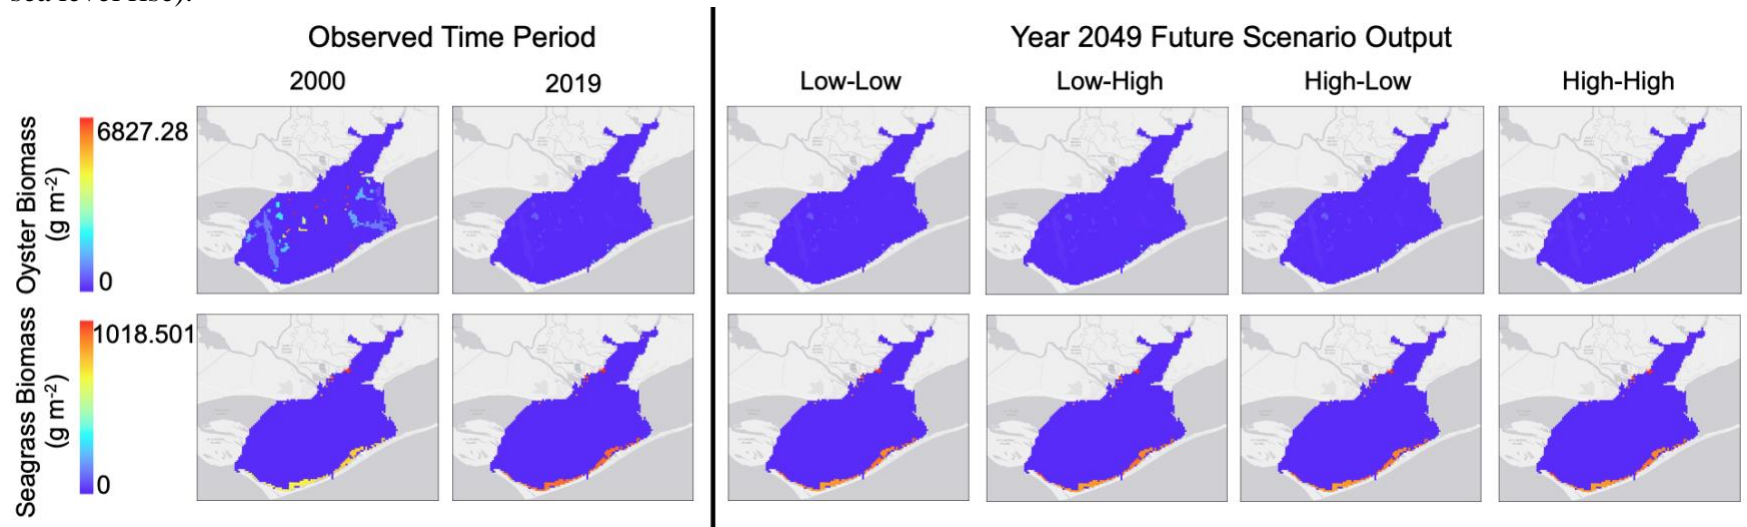 sea level rise).
Observed Time Period
Year 2049 Future Scenario Output
2000
2019
Low-Low
Low-High
High-Low
High-High
Oyster Biomass
(g m⁻²)
6827.28
0
Seagrass Biomass
(g m⁻²)
1018.501
0